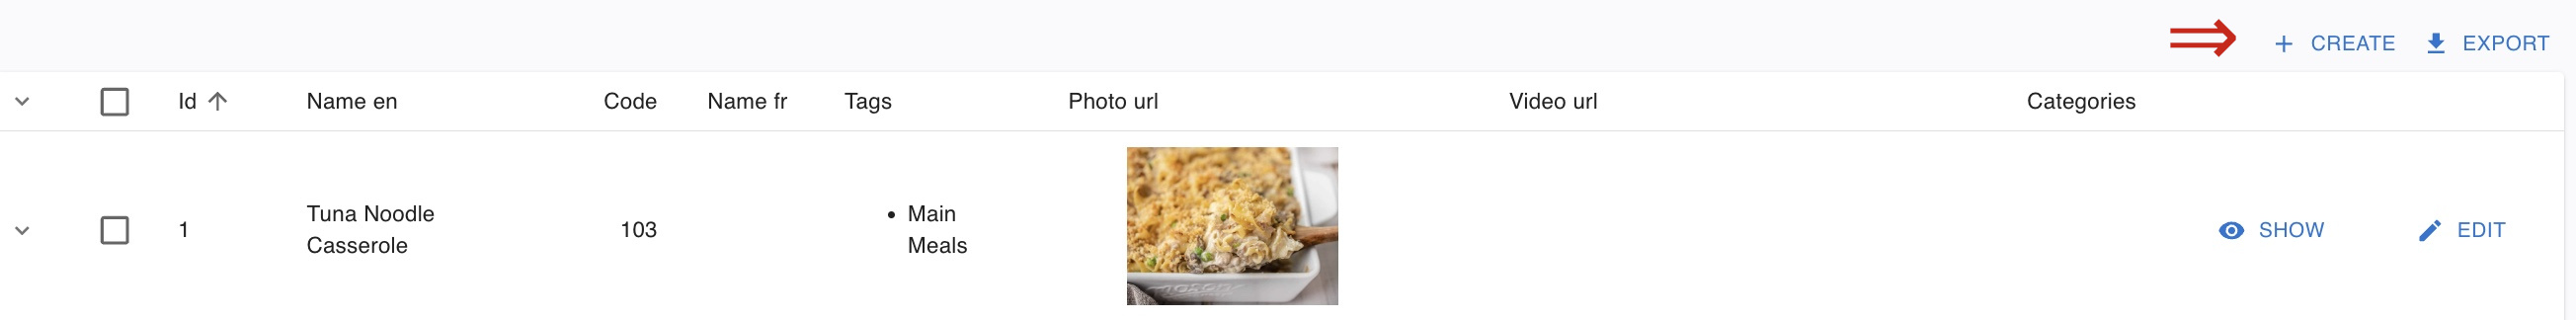 CREATE EXPORT
Id Name en Code Name fr Tags Photo url Video url Categories
1 Tuna Noodle Casserole 103 Main Meals SHOW EDIT